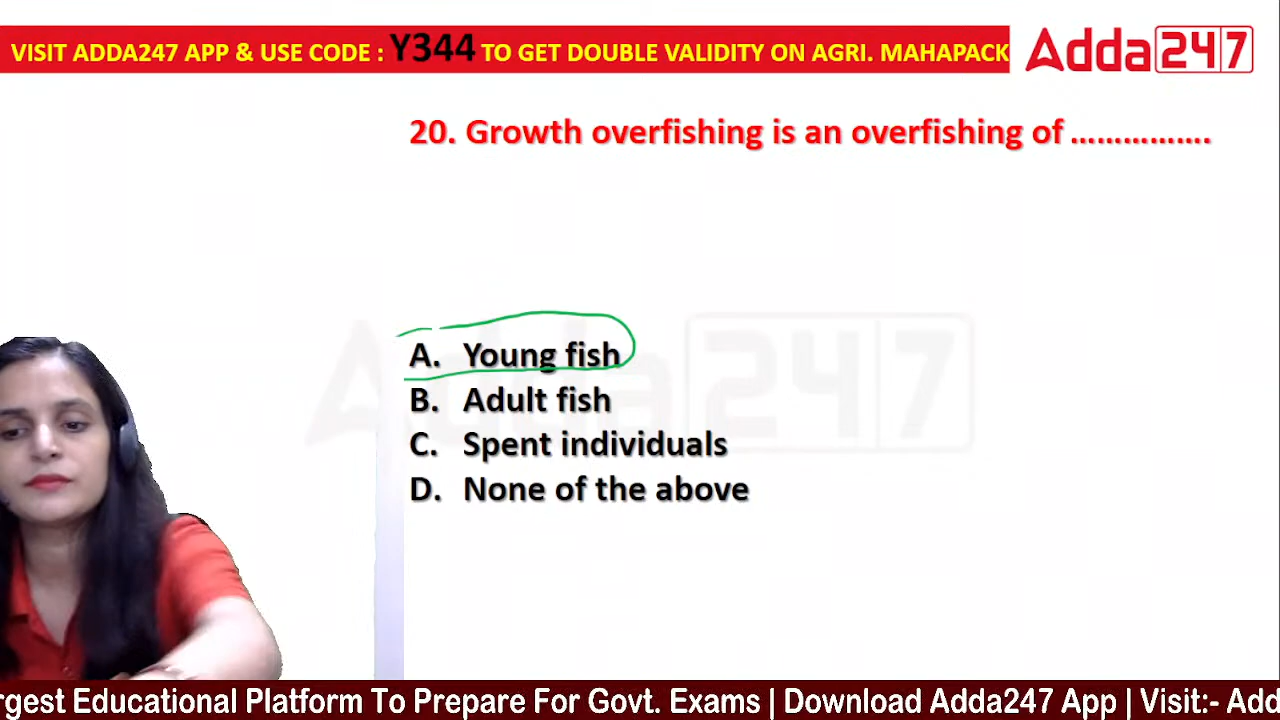 VISIT ADDA247 APP & USE CODE : Y344 TO GET DOUBLE VALIDITY ON AGRI. MAHAPACK
Adda247
20. Growth overfishing is an overfishing of ................
A. Young fish
B. Adult fish
C. Spent individuals
D. None of the above
Adda247
rgest Educational Platform To Prepare For Govt. Exams | Download Adda247 App | Visit:- Add